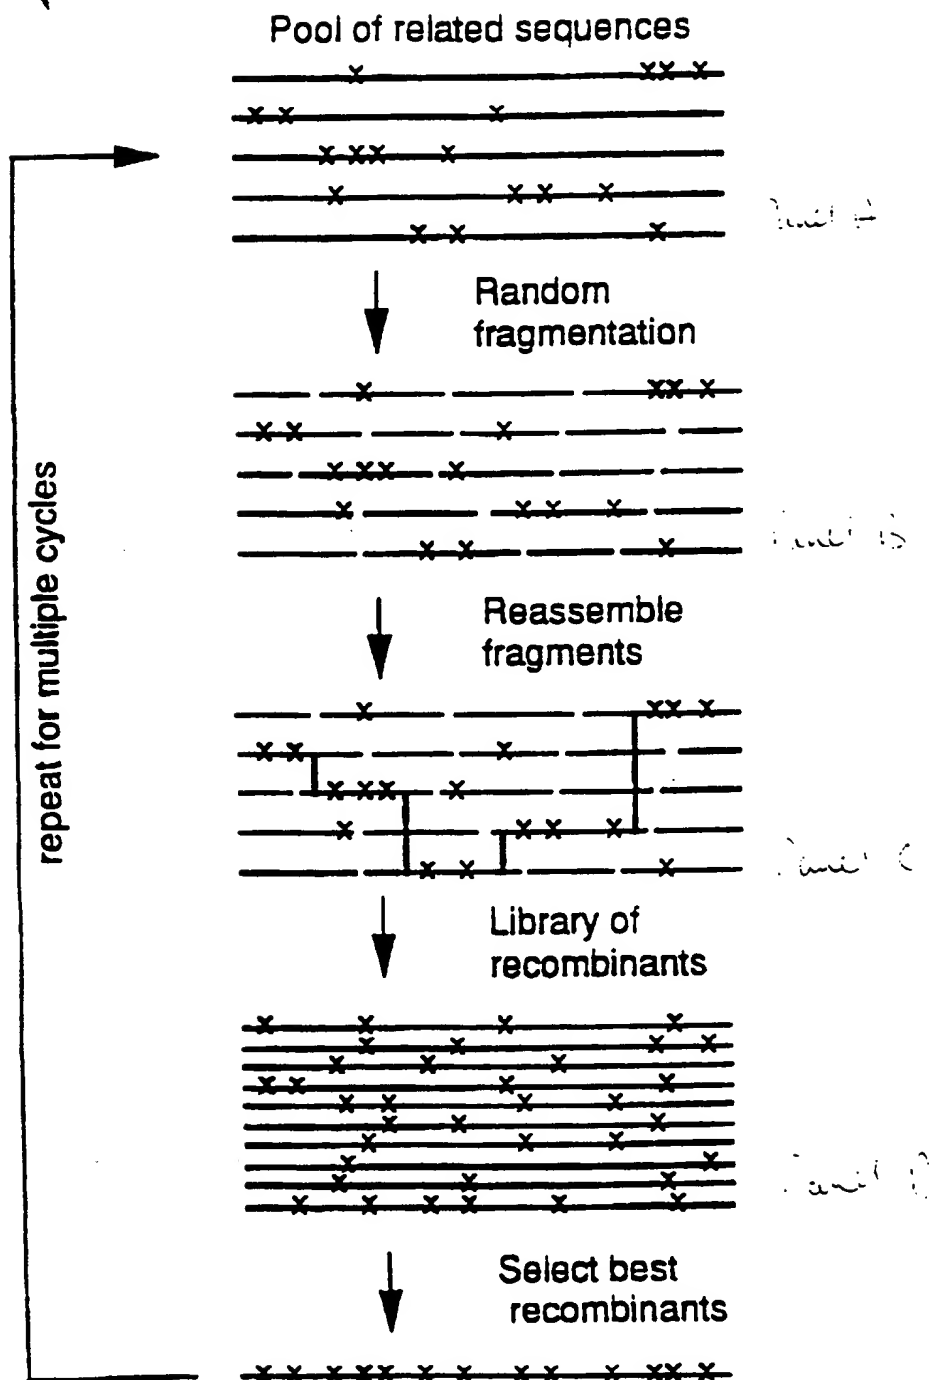 Pool of related sequences
Random
fragmentation
Reassemble
fragments
repeat for multiple cycles
Library of
recombinants
Select best
recombinants